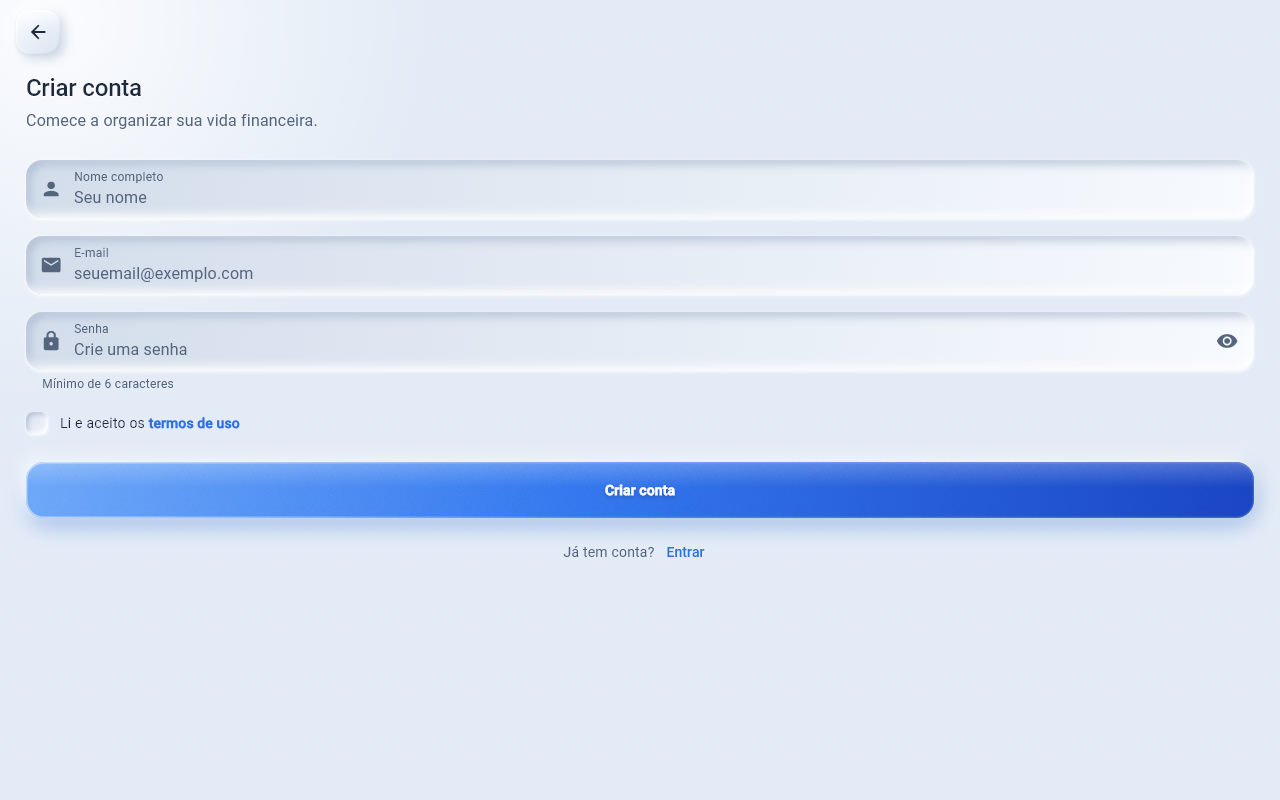 Criar conta
Comece a organizar sua vida financeira.
Nome completo
Seu nome
E-mail
seuemail@exemplo.com
Senha
Crie uma senha
Mínimo de 6 caracteres
Li e aceito os termos de uso
Criar conta
Já tem conta? Entrar